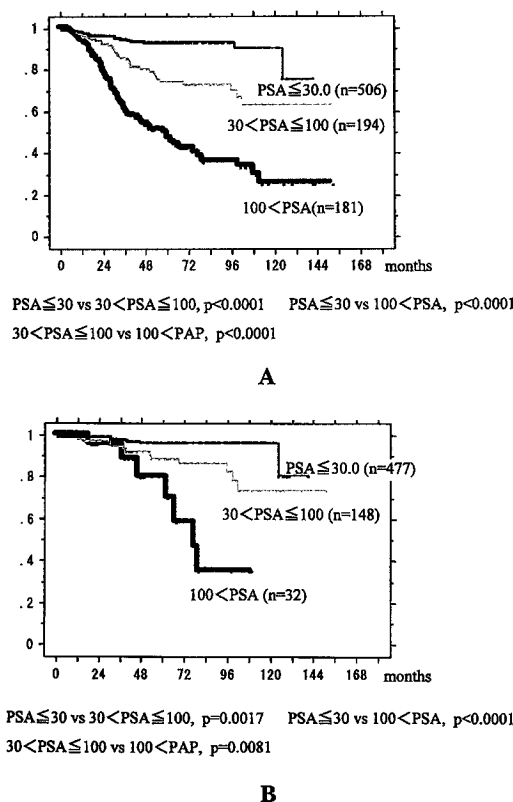 1
.8
.6
.4
.2
0
PSA≦30.0 (n=506)
30<PSA≦100 (n=194)
100<PSA(n=181)
0 24 48 72 96 120 144 168 months
PSA≦30 vs 30<PSA≦100, p<0.0001 PSA≦30 vs 100<PSA, p<0.0001
30<PSA≦100 vs 100<PAP, p<0.0001
A
1
.8
.6
.4
.2
0
PSA≦30.0 (n=477)
30<PSA≦100 (n=148)
100<PSA (n=32)
0 24 48 72 96 120 144 168 months
PSA≦30 vs 30<PSA≦100, p=0.0017 PSA≦30 vs 100<PSA, p<0.0001
30<PSA≦100 vs 100<PAP, p=0.0081
B